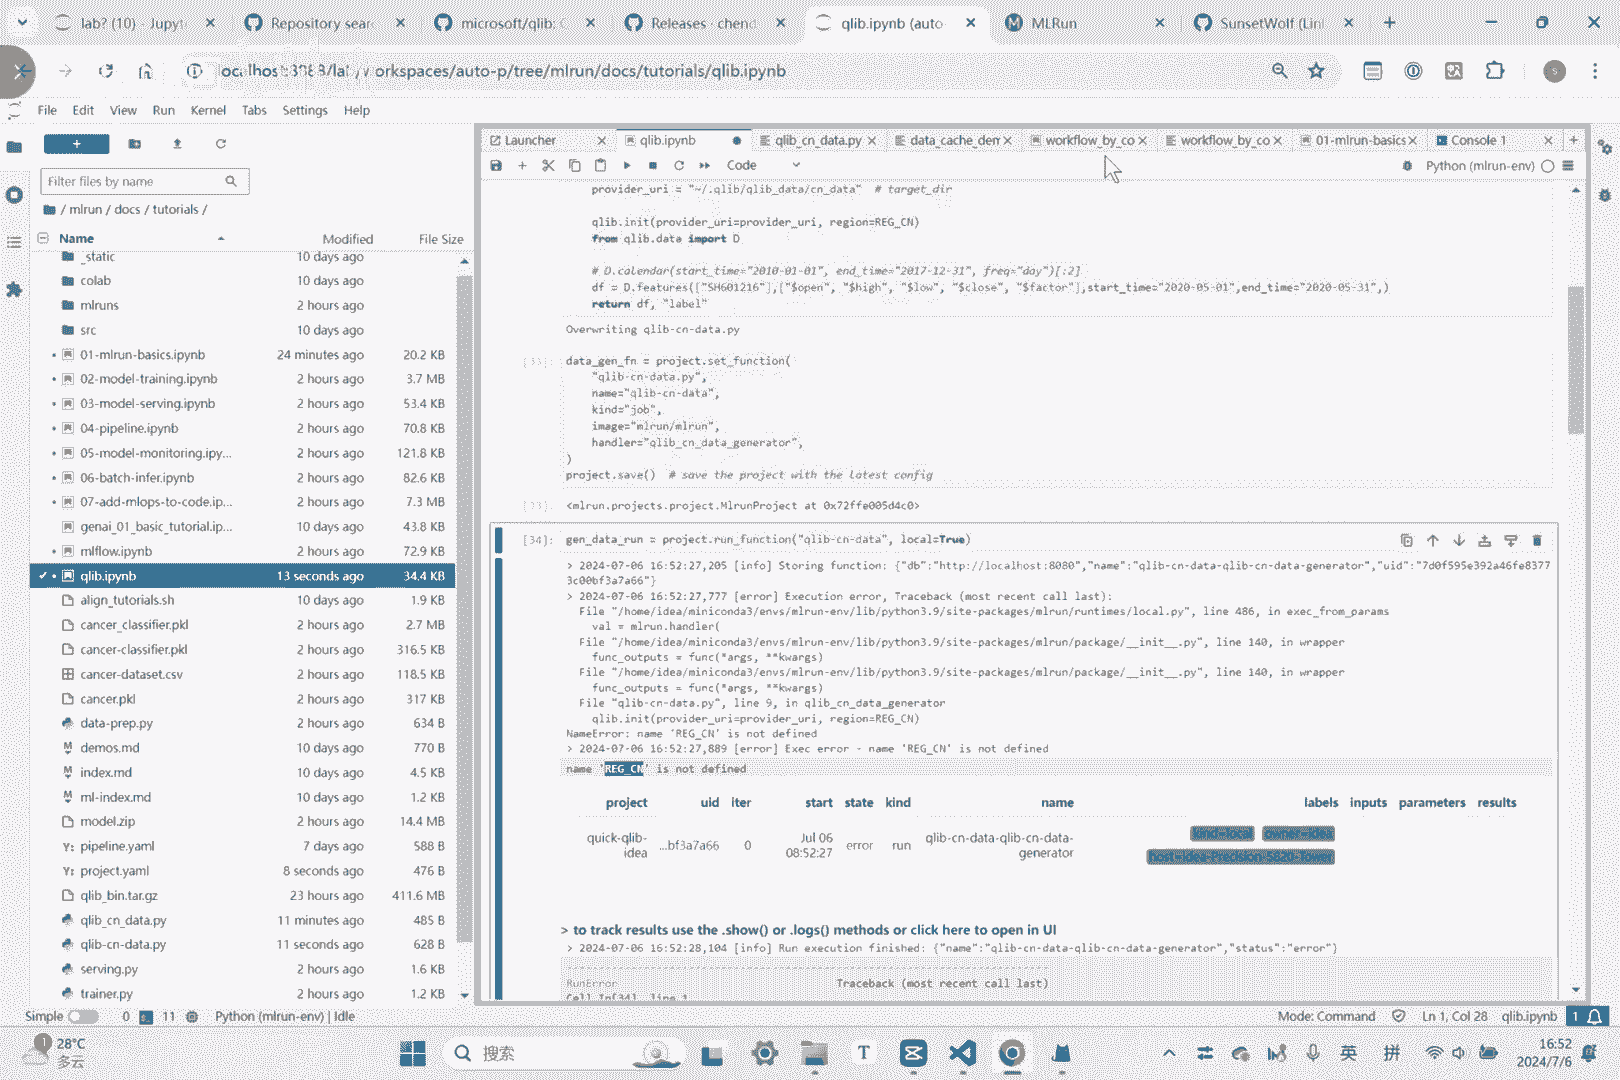 lab? (10) - Jupyt
Repository sear
microsoft/qlib: C
Releases · chend
qlib.ipynb (auto-
MLRun
SunsetWolf (Linl
localhost:8888/lab/workspaces/auto-p/tree/mlrun/docs/tutorials/qlib.ipynb
File Edit View Run Kernel Tabs Settings Help
Filter files by name
/ mlrun / docs / tutorials /
Name Modified File Size
_static 10 days ago
colab 10 days ago
mlruns 2 hours ago
src 10 days ago
01-mlrun-basics.ipynb 24 minutes ago 20.2 KB
02-model-training.ipynb 2 hours ago 3.7 MB
03-model-serving.ipynb 2 hours ago 53.4 KB
04-pipeline.ipynb 2 hours ago 70.8 KB
05-model-monitoring.ipy... 2 hours ago 121.8 KB
06-batch-infer.ipynb 2 hours ago 82.6 KB
07-add-mlops-to-code.ip... 2 hours ago 7.3 MB
genai_01_basic_tutorial.ip... 10 days ago 43.8 KB
mlflow.ipynb 2 hours ago 72.9 KB
qlib.ipynb 13 seconds ago 34.4 KB
align_tutorials.sh 10 days ago 1.9 KB
cancer_classifier.pkl 2 hours ago 2.7 MB
cancer-classifier.pkl 2 hours ago 316.5 KB
cancer-dataset.csv 2 hours ago 118.5 KB
cancer.pkl 2 hours ago 317 KB
data-prep.py 2 hours ago 634 B
demos.md 10 days ago 770 B
index.md 10 days ago 4.5 KB
ml-index.md 10 days ago 1.2 KB
model.zip 2 hours ago 14.4 MB
pipeline.yaml 7 days ago 588 B
project.yaml 8 seconds ago 476 B
qlib_bin.tar.gz 23 hours ago 411.6 MB
qlib_cn_data.py 11 minutes ago 485 B
qlib-cn-data.py 11 seconds ago 628 B
serving.py 2 hours ago 1.6 KB
trainer.py 2 hours ago 1.2 KB
Launcher
qlib.ipynb
qlib_cn_data.py
data_cache_dem
workflow_by_co
workflow_by_co
01-mlrun-basics
Console 1
Code
Python (mlrun-env)
provider_uri = "~/.qlib/qlib_data/cn_data"  # target_dir
qlib.init(provider_uri=provider_uri, region=REG_CN)
from qlib.data import D
# D.calendar(start_time="2010-01-01", end_time="2017-12-31", freq="day")[:2]
df = D.features(["SH601216"],["$open", "$high", "$low", "$close", "$factor"],start_time="2020-05-01",end_time="2020-05-31",)
return df, "label"
Overwriting qlib-cn-data.py
[33]: data_gen_fn = project.set_function(
"qlib-cn-data.py",
name="qlib-cn-data",
kind="job",
image="mlrun/mlrun",
handler="qlib_cn_data_generator",
)
project.save()  # save the project with the latest config
[33]: <mlrun.projects.project.MlrunProject at 0x72ffe005d4c0>
[34]: gen_data_run = project.run_function("qlib-cn-data", local=True)
> 2024-07-06 16:52:27,205 [info] Storing function: {"db":"http://localhost:8080","name":"qlib-cn-data-qlib-cn-data-generator","uid":"7d0f595e392a46fe8377
3c00bf3a7a66"}
> 2024-07-06 16:52:27,777 [error] Execution error, Traceback (most recent call last):
File "/home/idea/miniconda3/envs/mlrun-env/lib/python3.9/site-packages/mlrun/runtimes/local.py", line 486, in exec_from_params
val = mlrun.handler(
File "/home/idea/miniconda3/envs/mlrun-env/lib/python3.9/site-packages/mlrun/package/__init__.py", line 140, in wrapper
func_outputs = func(*args, **kwargs)
File "/home/idea/miniconda3/envs/mlrun-env/lib/python3.9/site-packages/mlrun/package/__init__.py", line 140, in wrapper
func_outputs = func(*args, **kwargs)
File "qlib-cn-data.py", line 9, in qlib_cn_data_generator
qlib.init(provider_uri=provider_uri, region=REG_CN)
NameError: name 'REG_CN' is not defined
> 2024-07-06 16:52:27,889 [error] Exec error - name 'REG_CN' is not defined
name 'REG_CN' is not defined
project uid iter start state kind name labels inputs parameters results
quick-qlib-idea ...bf3a7a66 0 Jul 06 08:52:27 error run qlib-cn-data-qlib-cn-data-generator kind=local owner=idea
host=idea-Precision-5820-Tower
> to track results use the .show() or .logs() methods or click here to open in UI
> 2024-07-06 16:52:28,104 [info] Run execution finished: {"name":"qlib-cn-data-qlib-cn-data-generator","status":"error"}
RunError Traceback (most recent call last)
Cell In[34], line 1
Simple 0 11 Python (mlrun-env) | Idle
Mode: Command Ln 1, Col 28 qlib.ipynb 1
1 28°C
多云
搜索
英 拼
16:52
2024/7/6